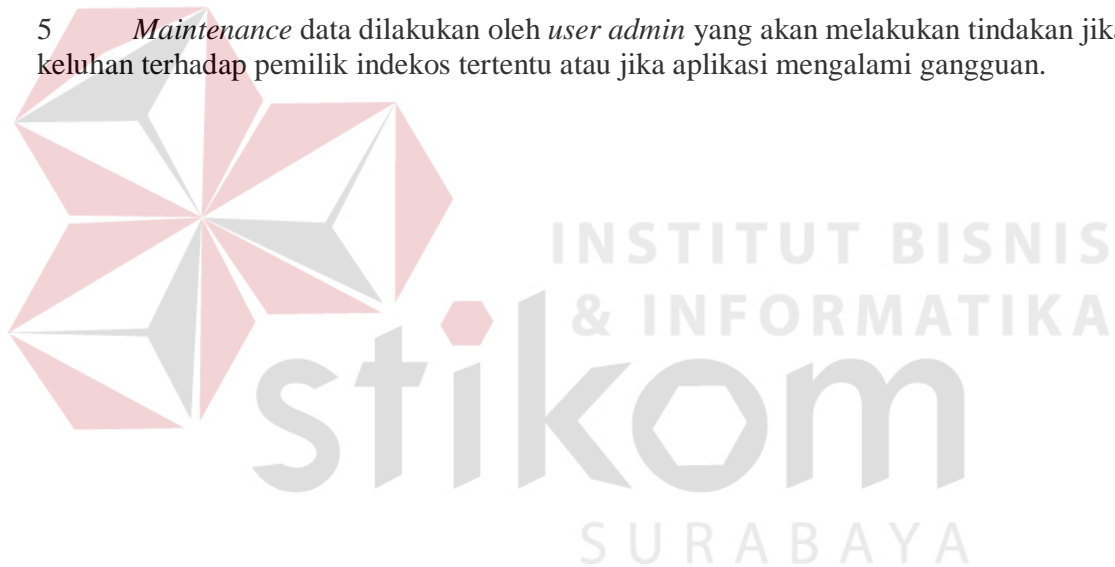 5 Maintenance data dilakukan oleh user admin yang akan melakukan tindakan jika
keluhan terhadap pemilik indekos tertentu atau jika aplikasi mengalami gangguan.
INSTITUT BISNIS
& INFORMATIKA
stikom
SURABAYA